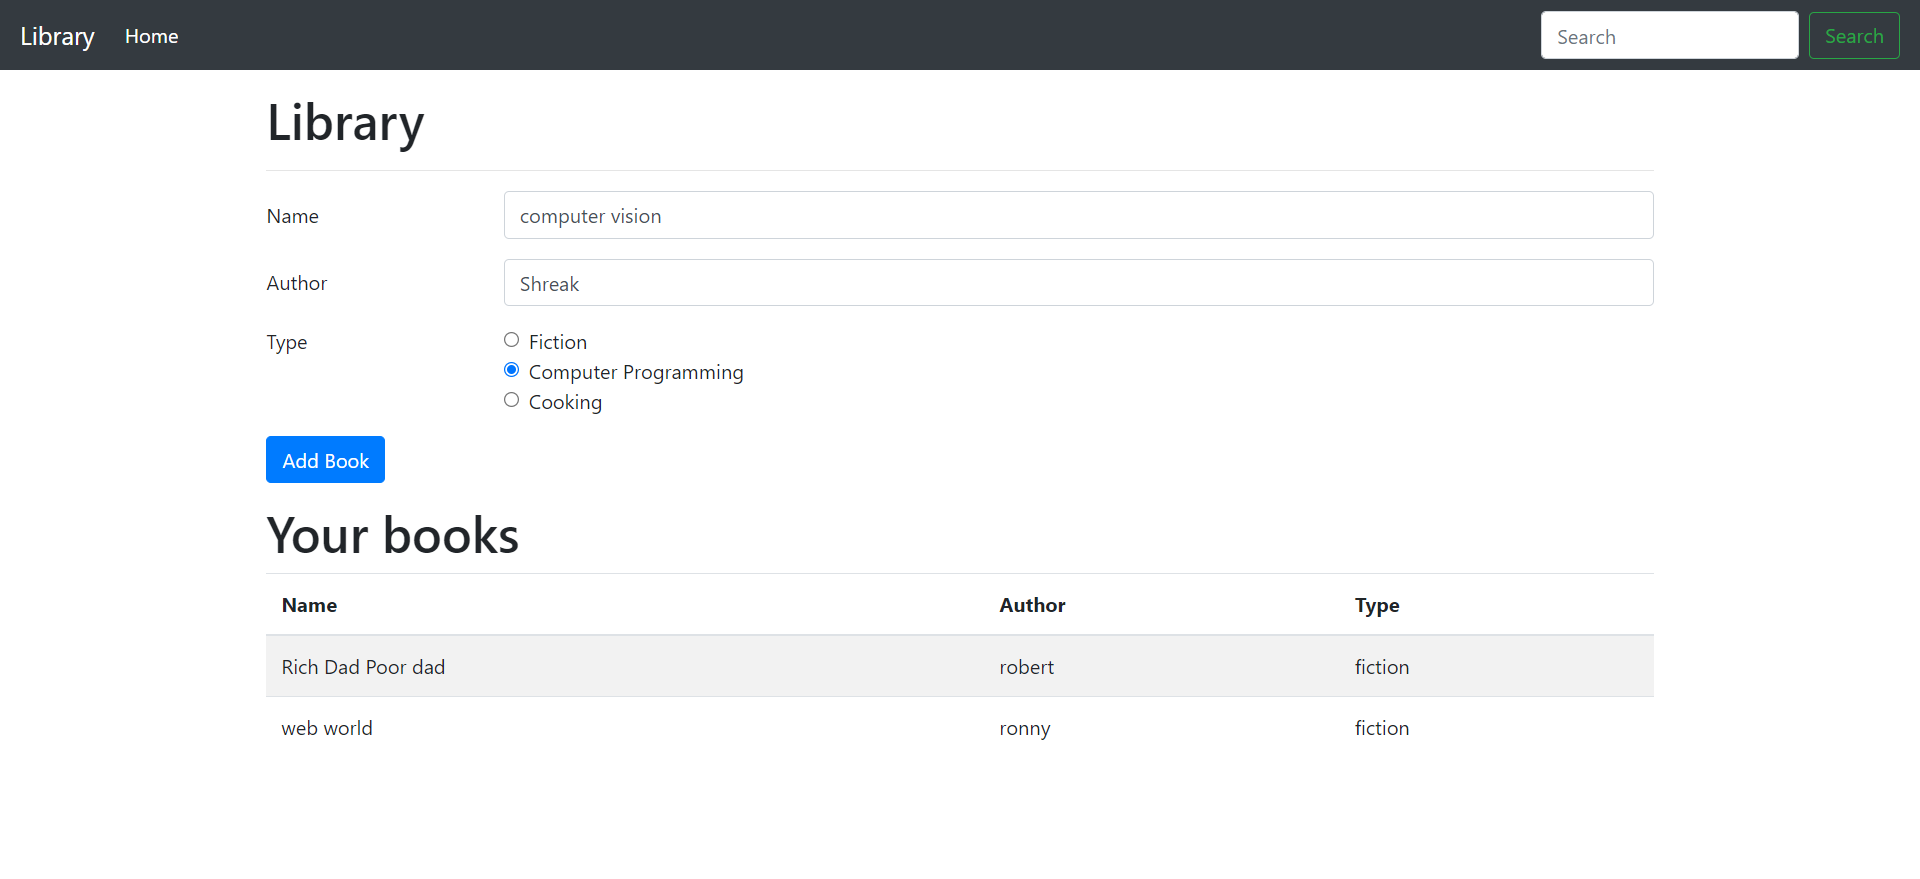 Library Home Search Search
Library
Name computer vision
Author Shreak
Type Fiction
Computer Programming
Cooking
Add Book
Your books
Name Author Type
Rich Dad Poor dad robert fiction
web world ronny fiction